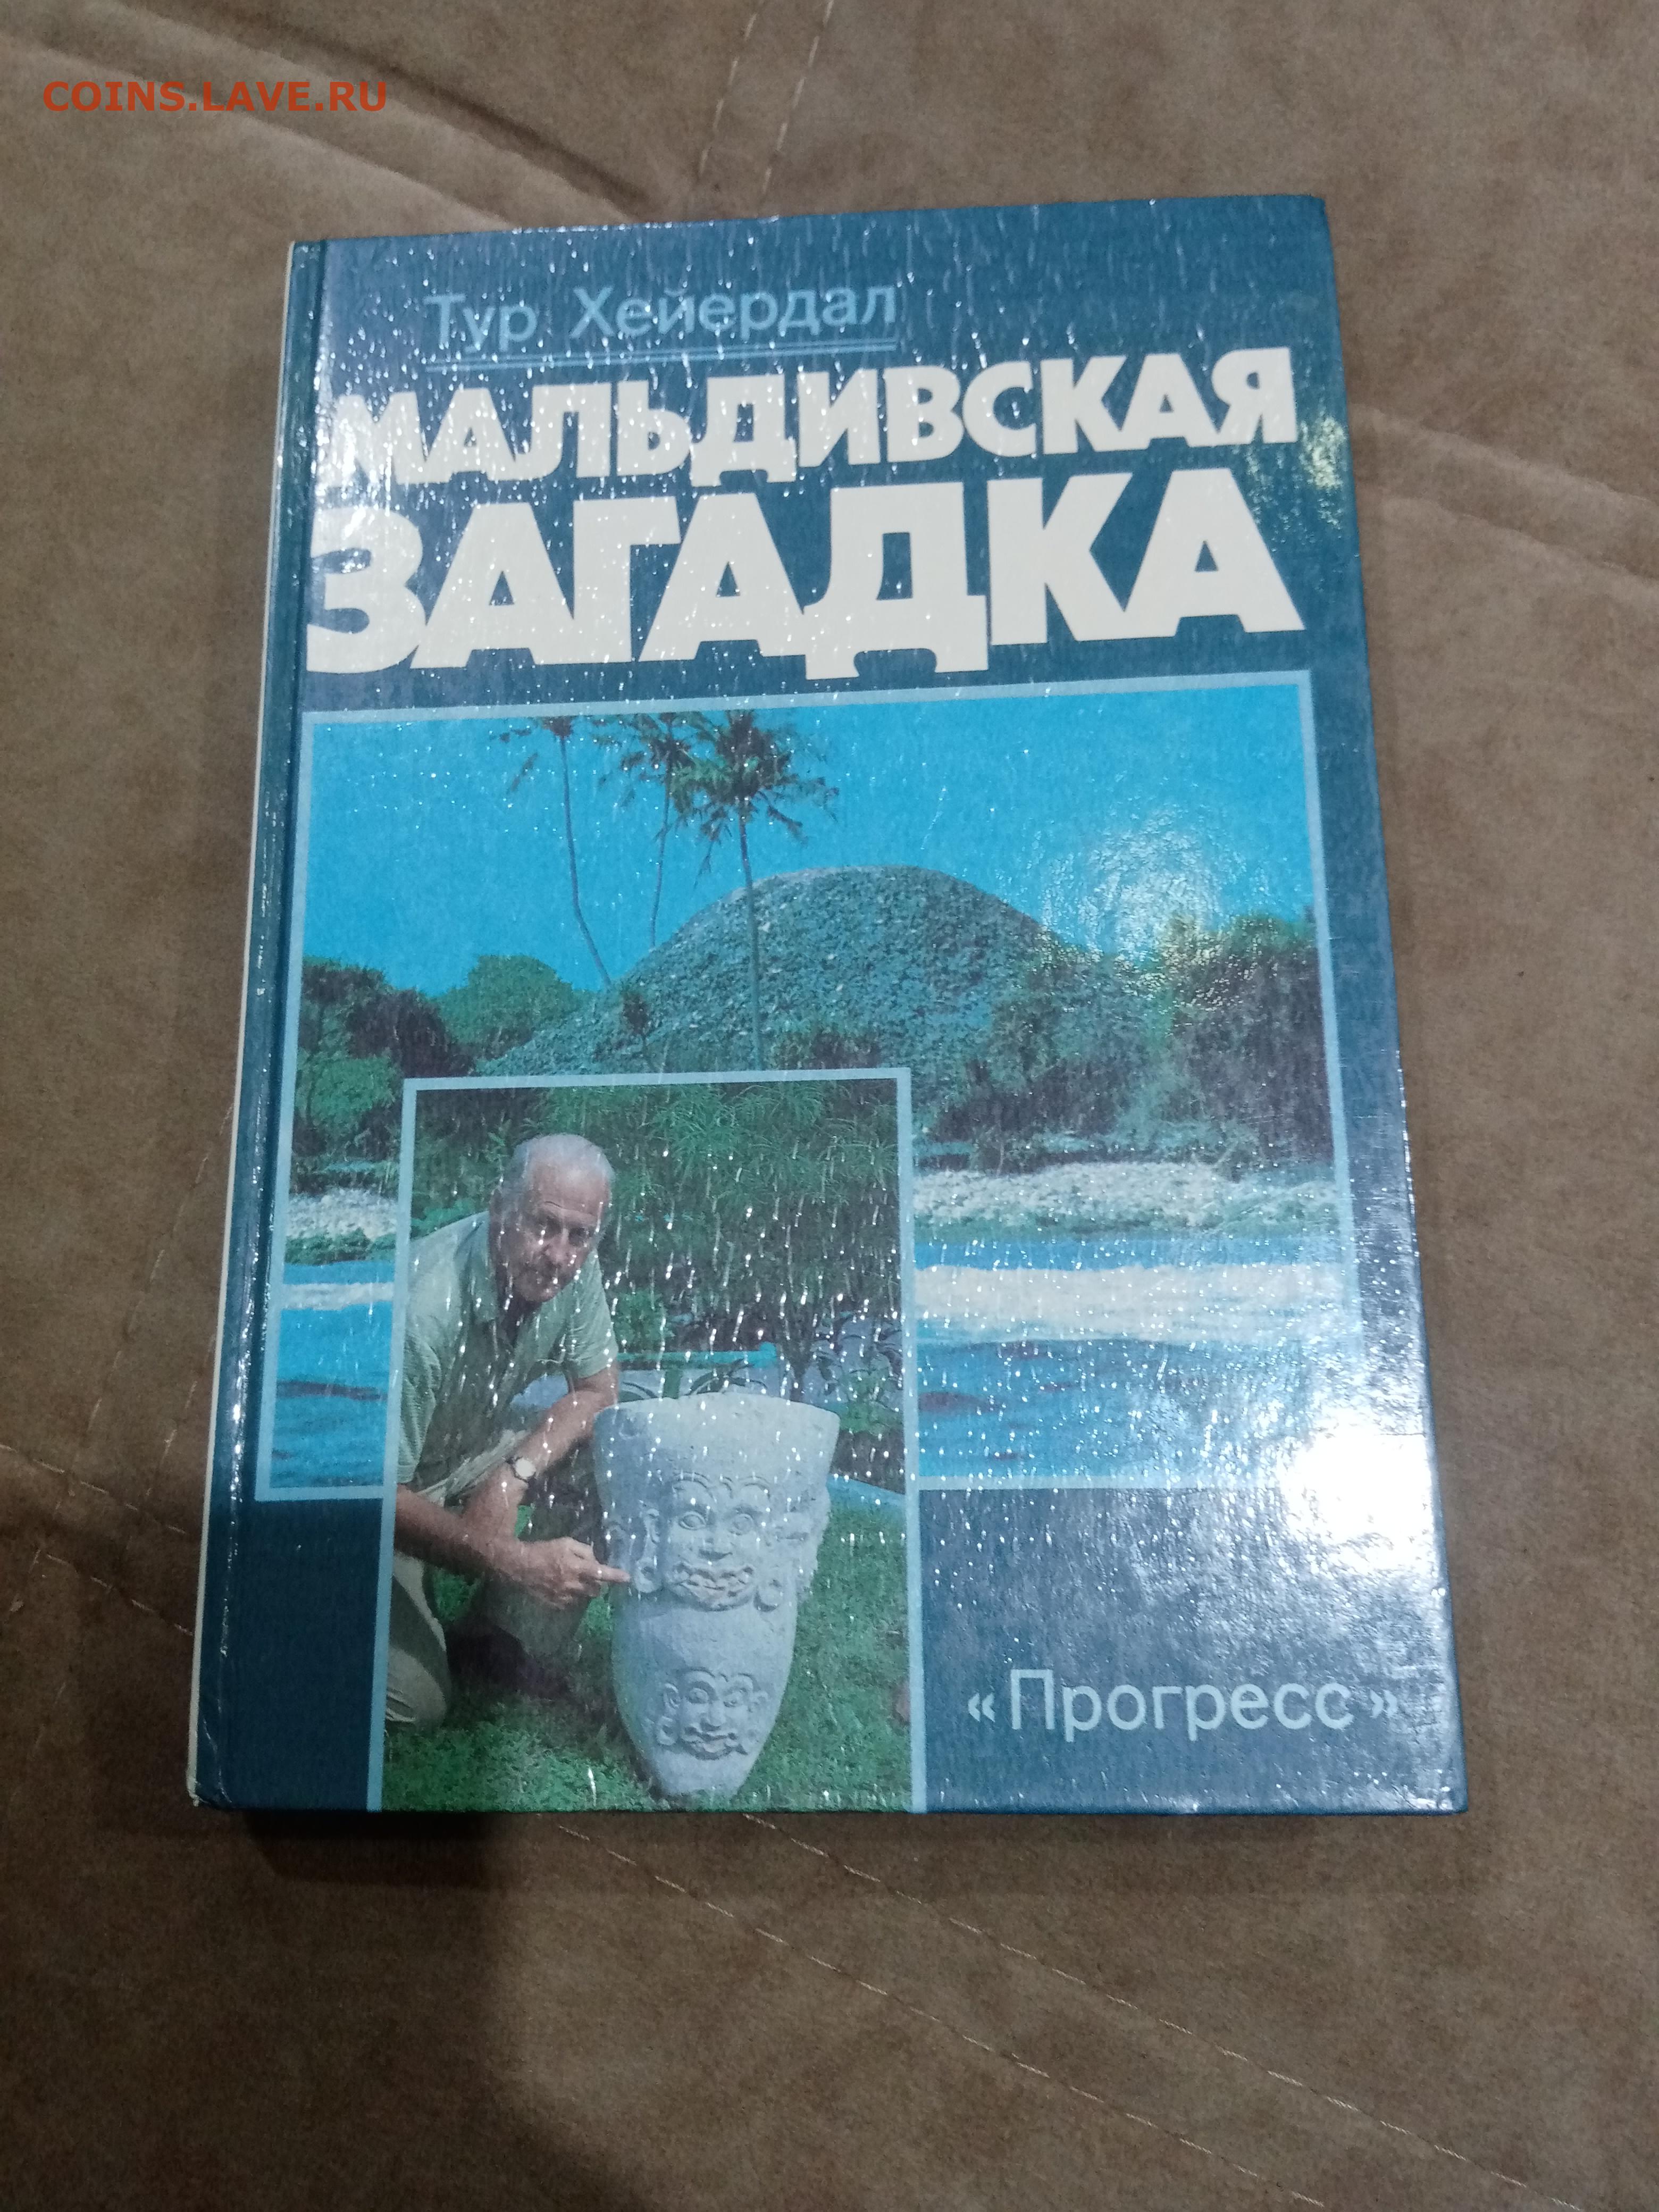 COINS.LAVE.RU
Тур Хейердал
МАЛЬДИВСКАЯ
ЗАГАДКА
«Прогресс»